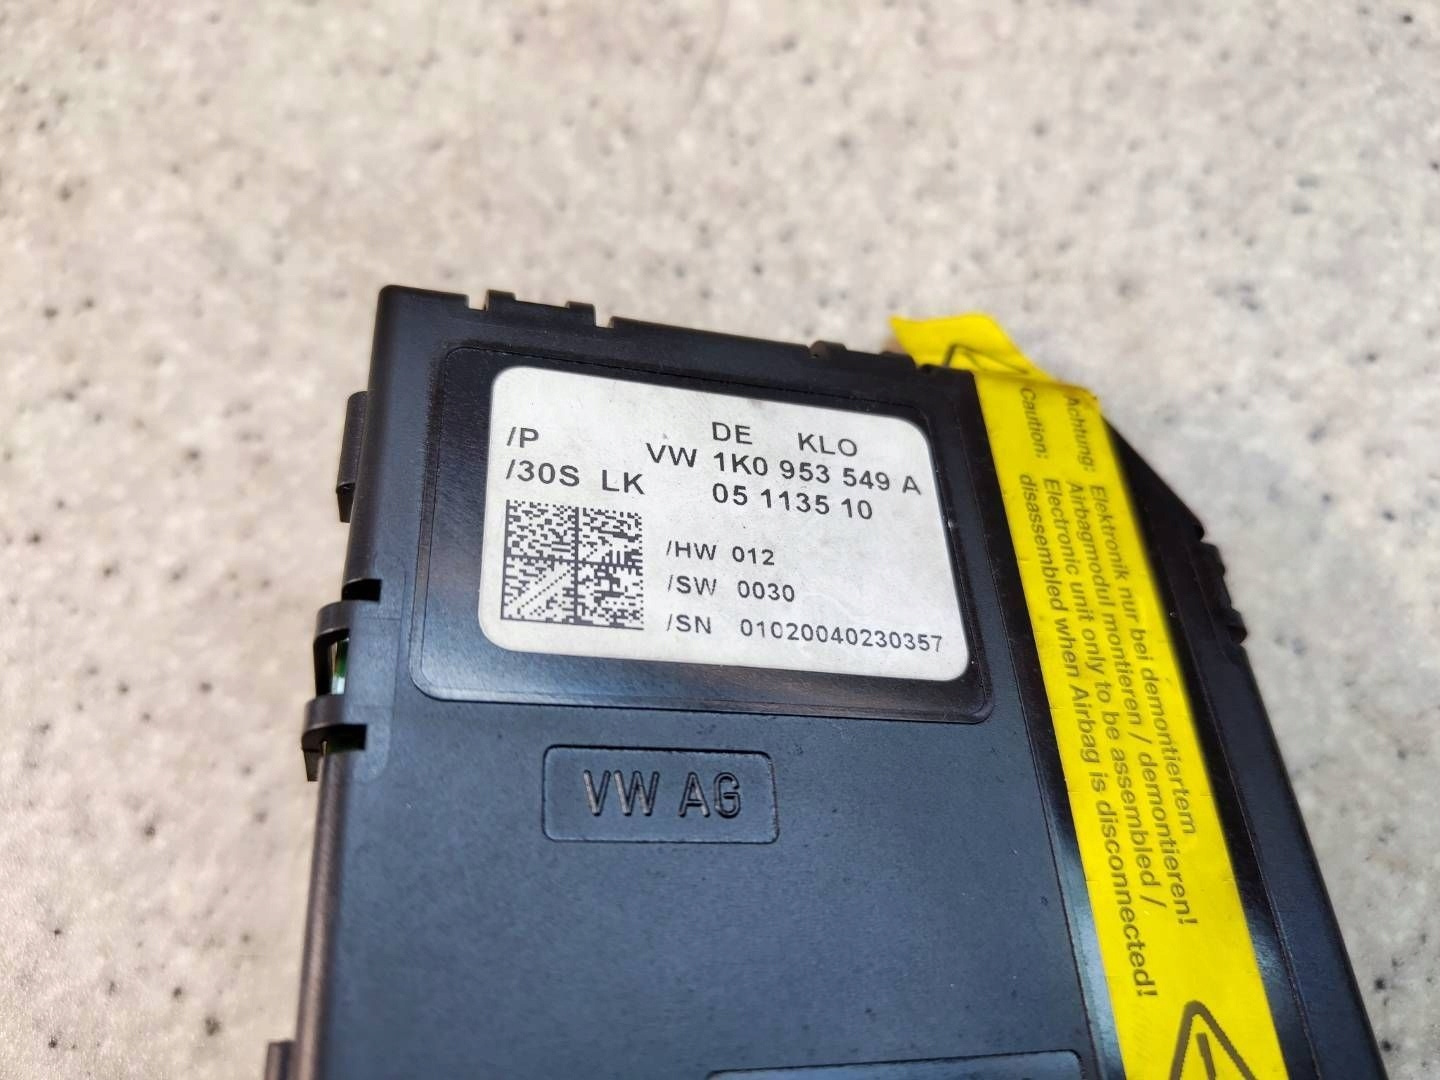 DE KLO
/P VW 1K0 953 549 A
/30S LK 05 1135 10
/HW 012
/SW 0030
/SN 01020040230357
VW AG
Achtung: Elektronik nur bei demontiertem
Airbagmodul montieren / demontieren!
Caution: Electronic unit only to be assembled /
disassembled when Airbag is disconnected!